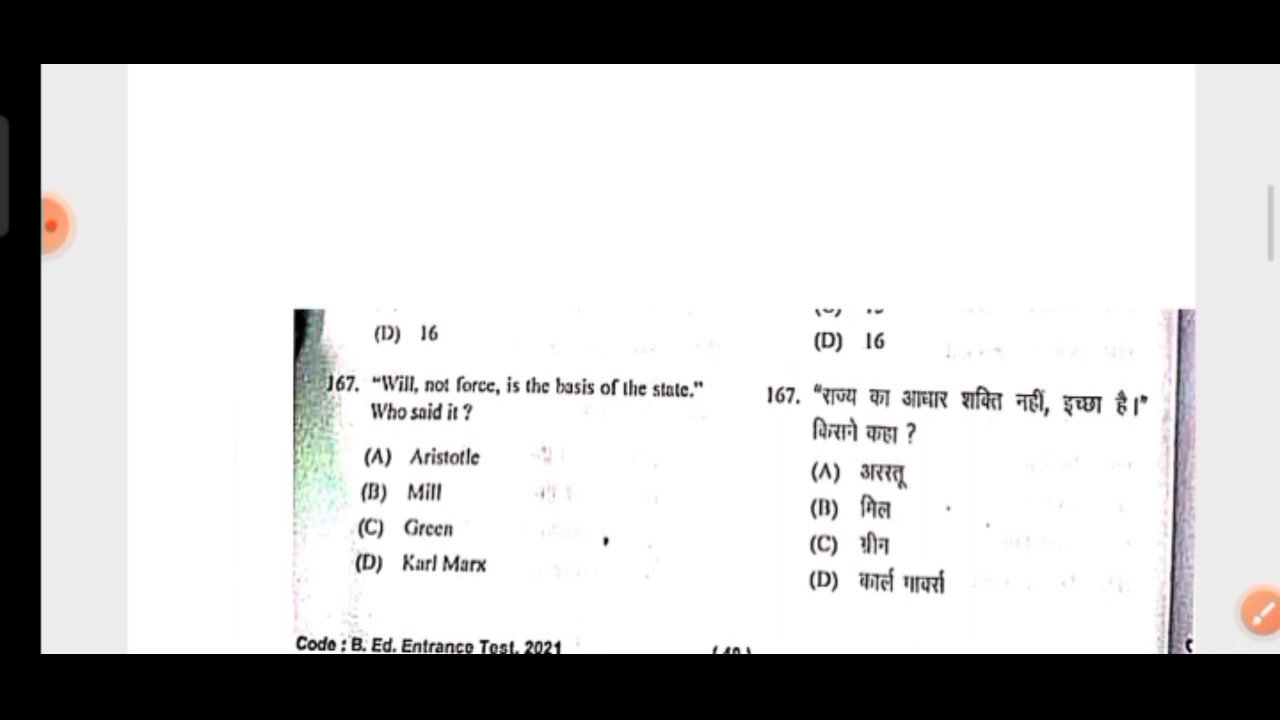 (D) 16
167. "Will, not force, is the basis of the state."
Who said it ?
(A) Aristotle
(B) Mill
(C) Green
(D) Karl Marx
Code : B. Ed. Entrance Test, 2021
(D) 16
167. "राज्य का आधार शक्ति नहीं, इच्छा है।"
किसने कहा ?
(A) अरस्तू
(B) मिल
(C) ग्रीन
(D) कार्ल मार्क्स